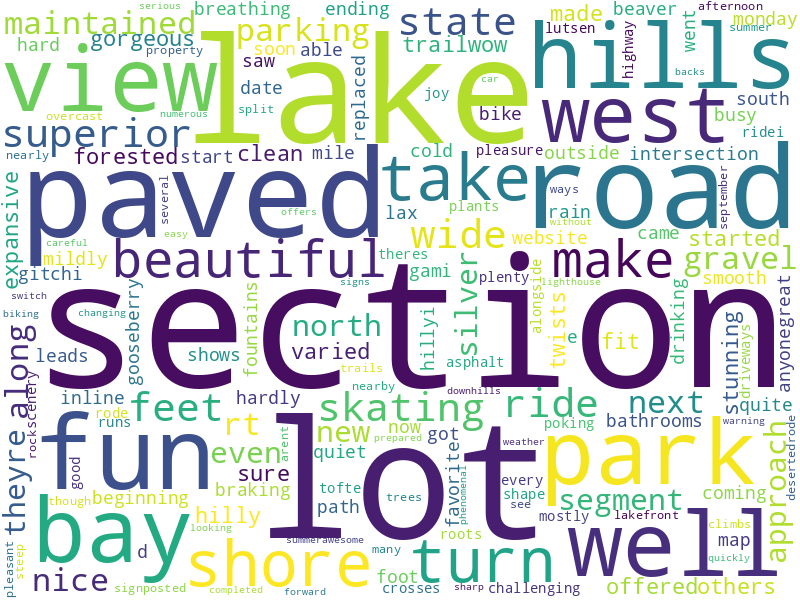 serious breathing ending beaver afternoon
maintained parking state made lutsen went monday summer
hard gorgeous soon able trailwow hills highway
view property saw lake replaced joy backs
date car bike west south
overcast numerous split
superior busy ridei
nearly forested start clean mile cold pleasure outside intersection
paved take road
expansive several lax plants ways rain september
easy offers without came
wide website started
careful beautiful theres make gravel
mildly gami plenty lighthouse
gitchi silver smooth
switch gooseberry fountains changing section signs alongside drinking driveways
biking north hillyi twists e fit stunning anyonegreat
leads shows varied asphalt
they're along rockscenery trails nearby
inline hardly downhills next quite
rode feet skating ride
runs rt new now got poking bathrooms
fun lot park
good even arent quiet prepared favoriter weather approach warning desertedrode
sure path phenomenal every
beginning braking tofte trees shape segment coming
though see mostly lakefront map
bay d hilly looking roots climbs
summerawesome turn well
pleasant steep nice shore many foot quickly
signposted completed forward crosses sharp challenging offeredothers